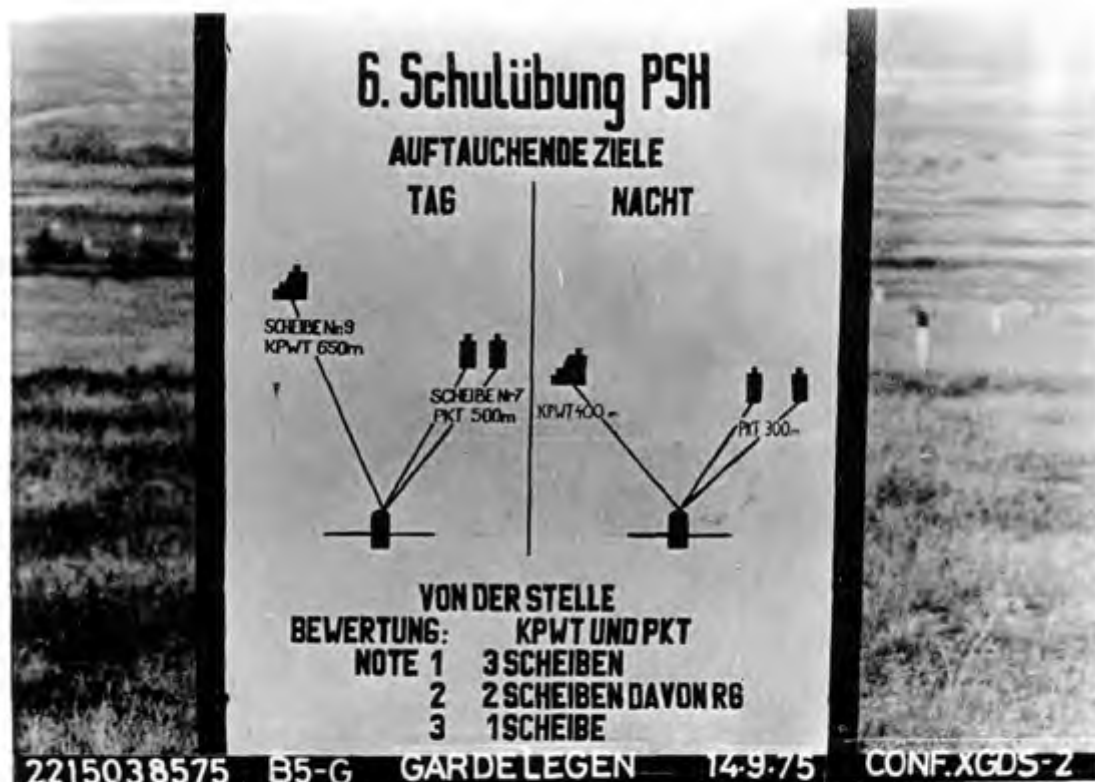 6. Schulübung PSH
AUFTAUCHENDE ZIELE
TAG
NACHT
SCHEIBE Nr. 9
KPWT 650m
SCHEIBE Nr 7
PKT 500m
KPWT 400 m
PKT 300m
VON DER STELLE
BEWERTUNG: KPWT UND PKT
NOTE 1 3 SCHEIBEN
2 2 SCHEIBEN DAVON RG
3 1 SCHEIBE
2215038575 B5-G GARDELEGEN 14·9·75 CONF.XGDS-2